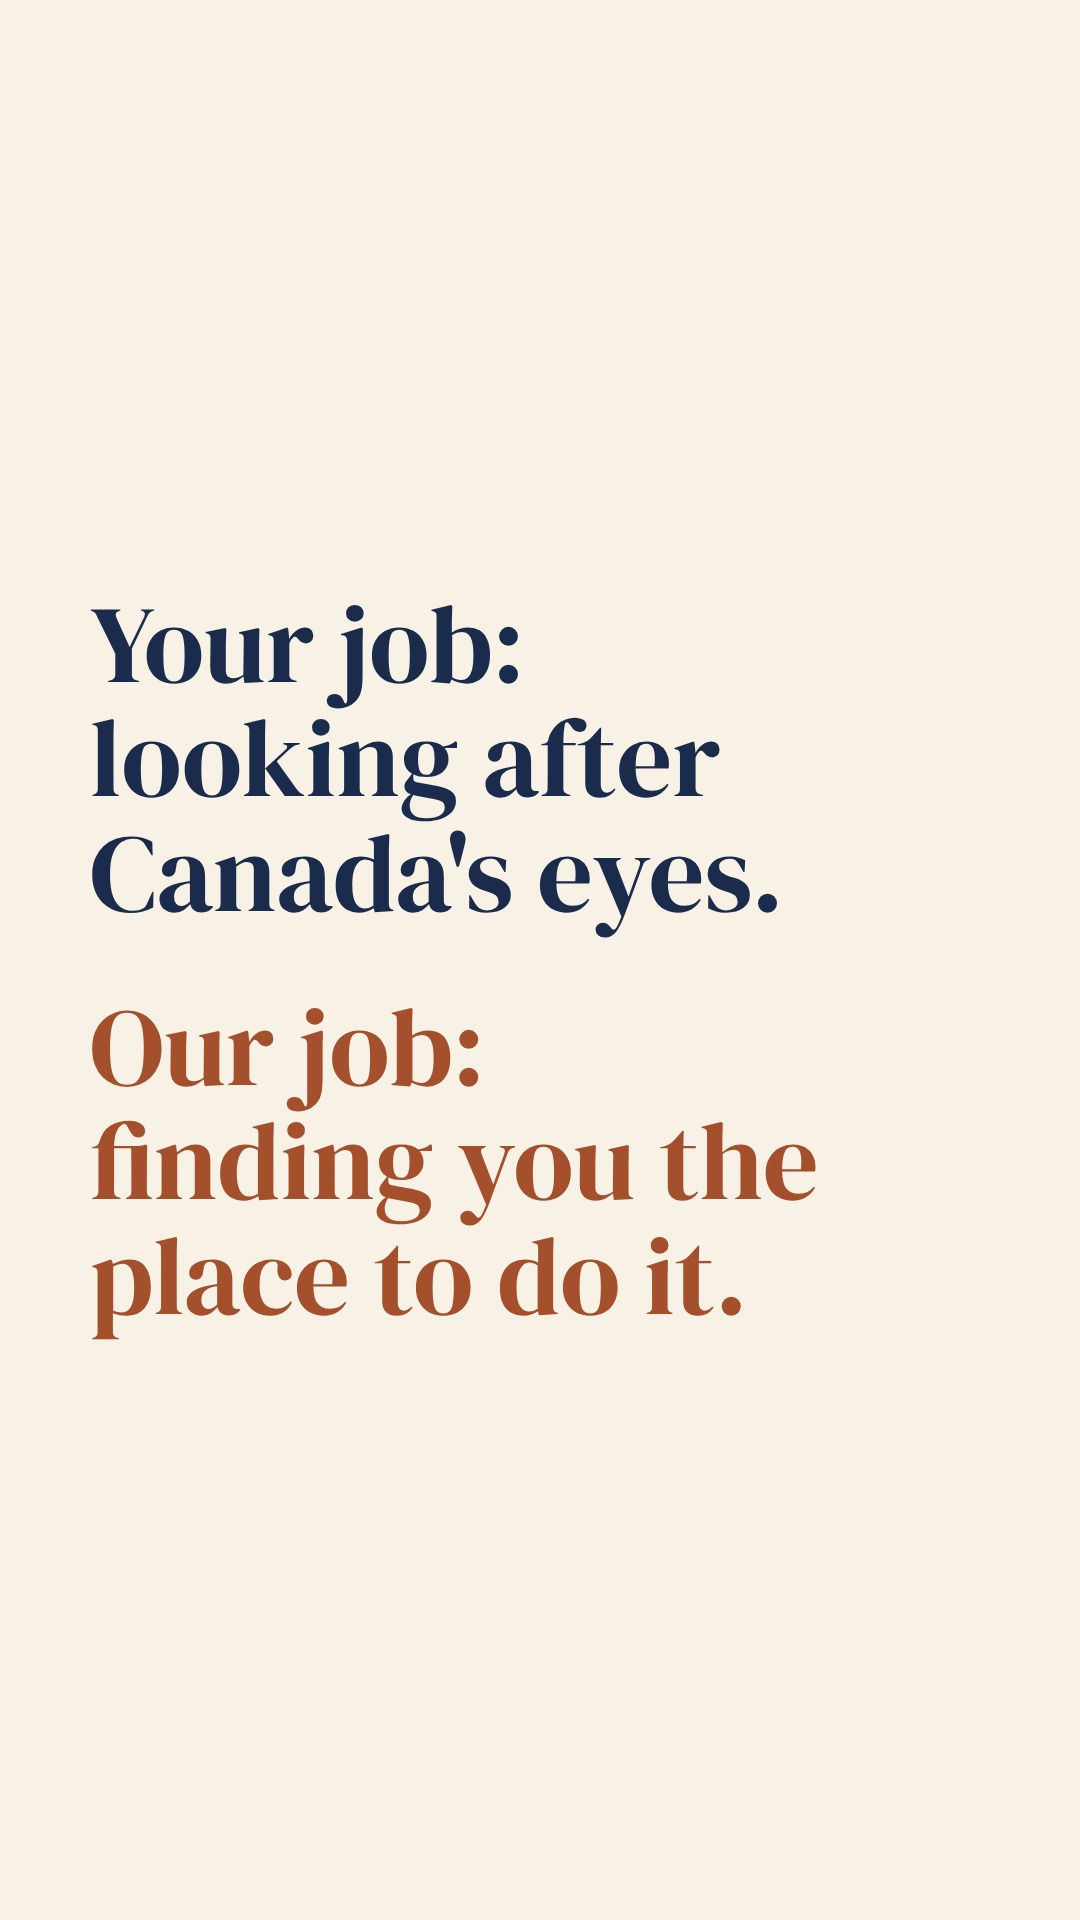 Your job:
looking after
Canada's eyes.
Our job:
finding you the
place to do it.